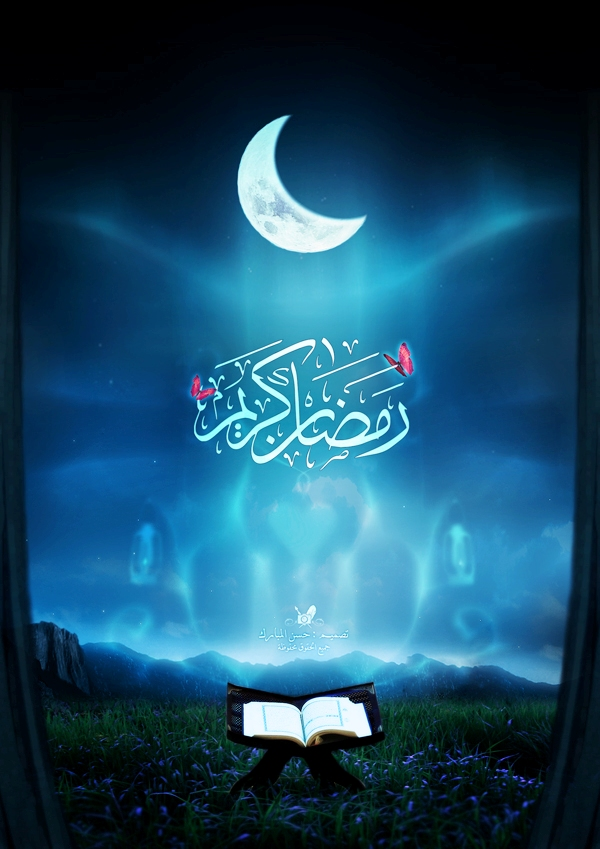 رمضان كريم
تصميم : حسن المبارك
جميع الحقوق محفوظة